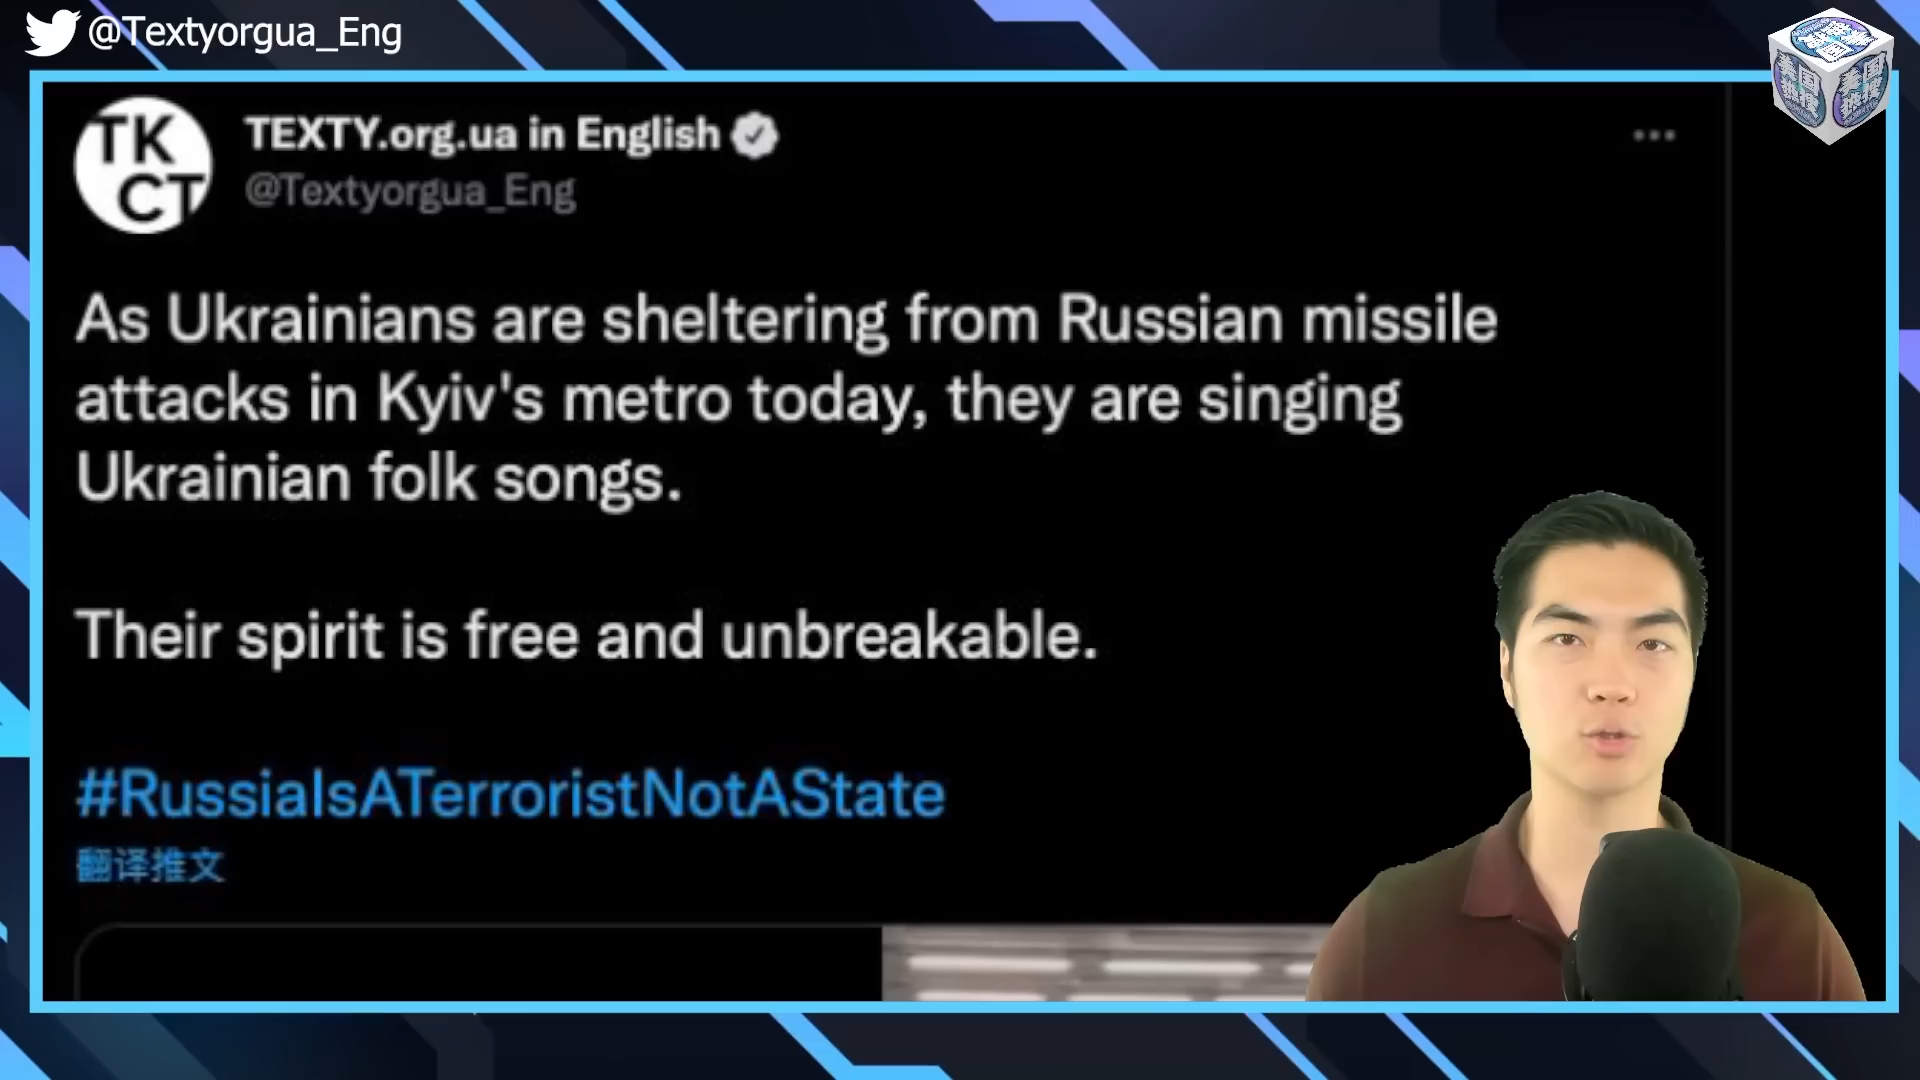 @Textyorgua_Eng
TEXTY.org.ua in English
@Textyorgua_Eng
As Ukrainians are sheltering from Russian missile
attacks in Kyiv's metro today, they are singing
Ukrainian folk songs.
Their spirit is free and unbreakable.
#RussiaIsATerroristNotAState
翻译推文
TK
CT